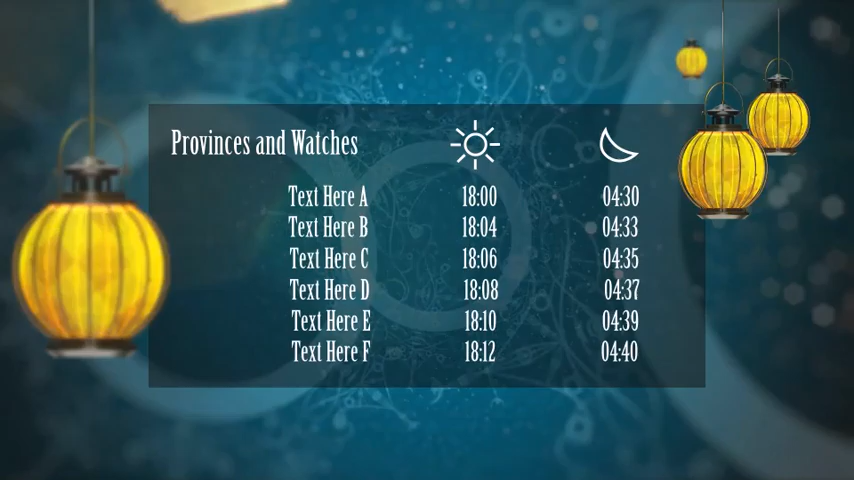 Provinces and Watches
Text Here A 18:00 04:30
Text Here B 18:04 04:33
Text Here C 18:06 04:35
Text Here D 18:08 04:37
Text Here E 18:10 04:39
Text Here F 18:12 04:40